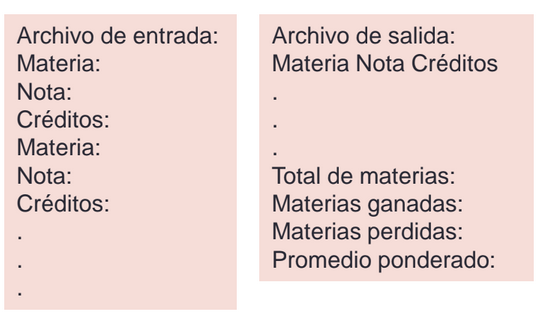 Archivo de entrada:
Materia:
Nota:
Créditos:
Materia:
Nota:
Créditos:
.
.
.
Archivo de salida:
Materia Nota Créditos
.
.
.
Total de materias:
Materias ganadas:
Materias perdidas:
Promedio ponderado: